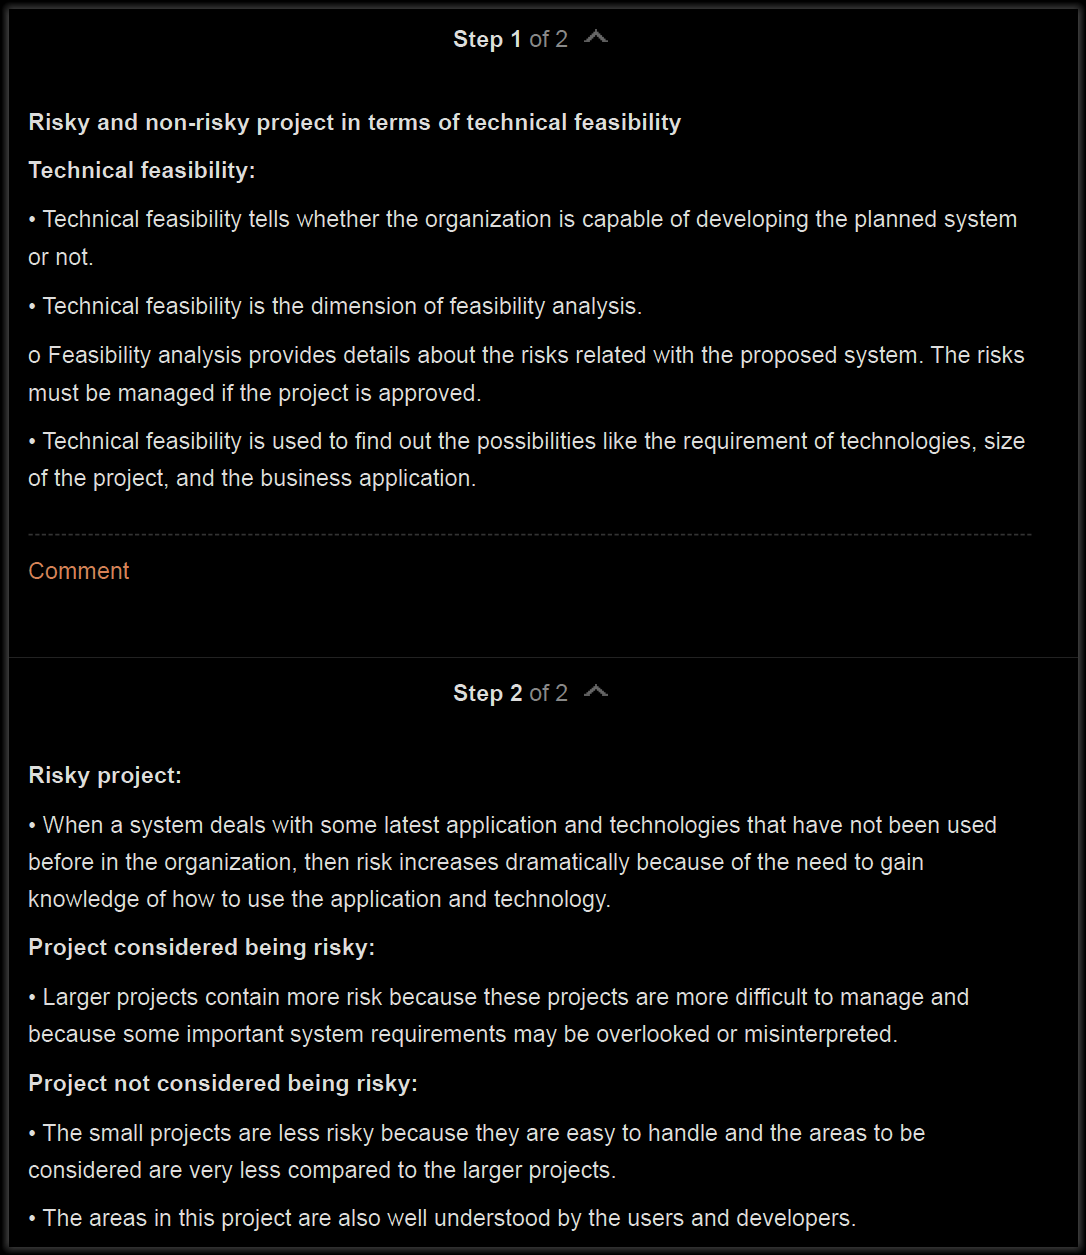 Step 1 of 2
Risky and non-risky project in terms of technical feasibility
Technical feasibility:
• Technical feasibility tells whether the organization is capable of developing the planned system
or not.
• Technical feasibility is the dimension of feasibility analysis.
o Feasibility analysis provides details about the risks related with the proposed system. The risks
must be managed if the project is approved.
• Technical feasibility is used to find out the possibilities like the requirement of technologies, size
of the project, and the business application.
Comment
Step 2 of 2
Risky project:
• When a system deals with some latest application and technologies that have not been used
before in the organization, then risk increases dramatically because of the need to gain
knowledge of how to use the application and technology.
Project considered being risky:
• Larger projects contain more risk because these projects are more difficult to manage and
because some important system requirements may be overlooked or misinterpreted.
Project not considered being risky:
• The small projects are less risky because they are easy to handle and the areas to be
considered are very less compared to the larger projects.
• The areas in this project are also well understood by the users and developers.